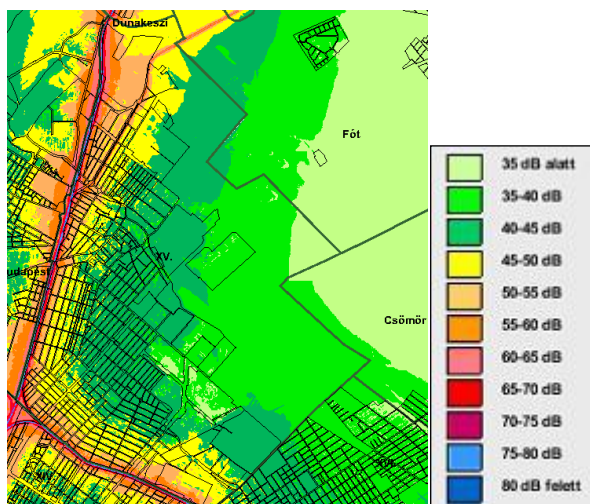 Dunakeszi
Fót
XV.
udapest
Csömör
XIV.
XVI.
35 dB alatt
35-40 dB
40-45 dB
45-50 dB
50-55 dB
55-60 dB
60-65 dB
65-70 dB
70-75 dB
75-80 dB
80 dB felett